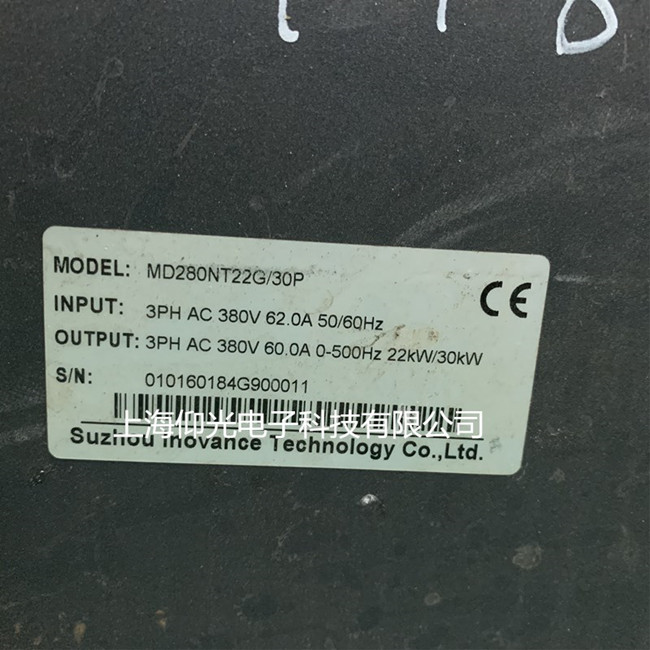 MODEL: MD280NT22G/30P
CE
INPUT: 3PH AC 380V 62.0A 50/60Hz
OUTPUT: 3PH AC 380V 60.0A 0-500Hz 22kW/30kW
S/N: 010160184G900011
上海仰光电子科技有限公司
Suzhou Inovance Technology Co.,Ltd.